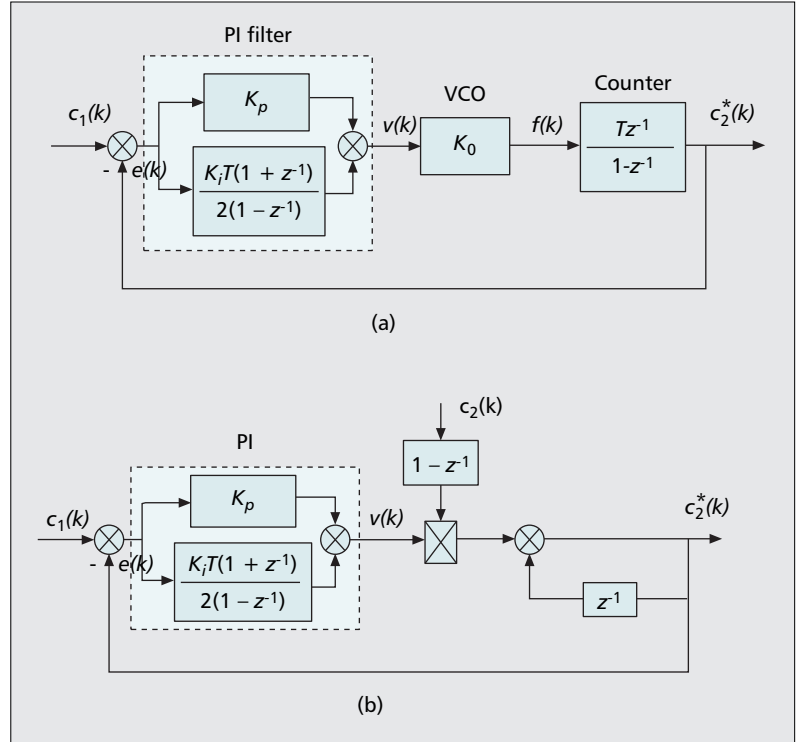 PI filter
K_p
K_iT(1 + z^-1)
2(1 − z^-1)
c_1(k)
-
e(k)
v(k)
VCO
K_0
f(k)
Counter
Tz^-1
1-z^-1
c_2^*(k)
(a)
c_2(k)
1 − z^-1
PI
K_p
K_iT(1 + z^-1)
2(1 − z^-1)
c_1(k)
-
e(k)
v(k)
c_2^*(k)
z^-1
(b)